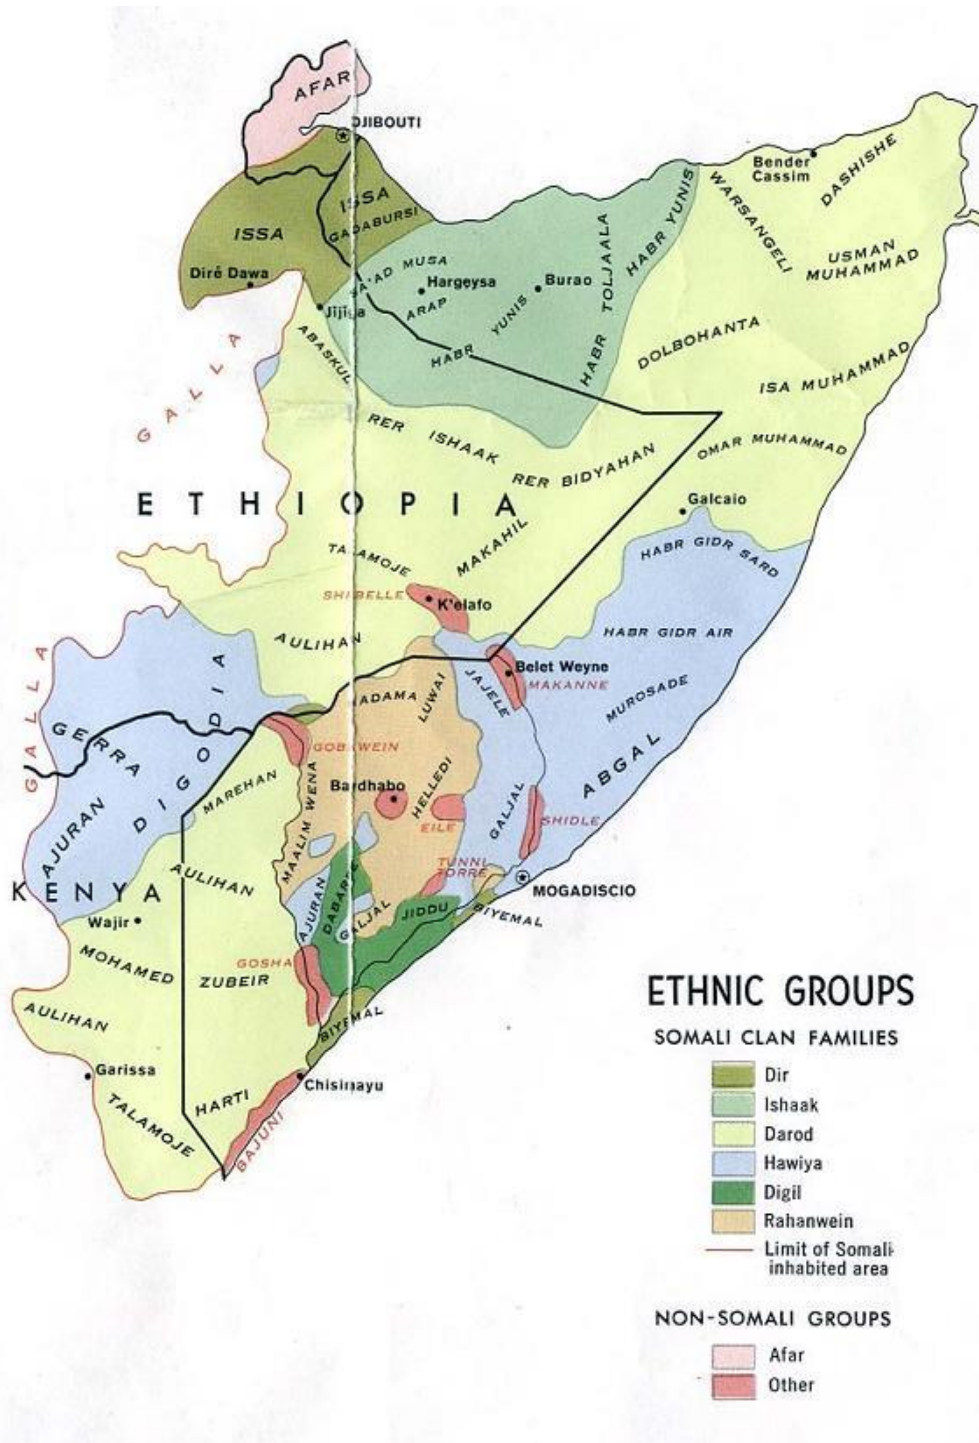 AFAR
DJIBOUTI
ISSA
GADABURSI
ISSA
Diré Dawa
Bender
Cassim
DASHISHE
WARSANGELI
USMAN
MUHAMMAD
HABR YUNIS
HABR TOLJAALA
SA'AD MUSA
Hargeysa
ARAP
Burao
HABR YUNIS
Jijiga
ABASKUL
GALLA
DOLBOHANTA
ISA MUHAMMAD
RER ISHAAK
RER BIDYAHAN
OMAR MUHAMMAD
ETHIOPIA
Galcaio
HABR GIDR SARD
TALAMOJE
MAKAHIL
SHIBELLE
K'elafo
AULIHAN
HABR GIDR AIR
GALLA
Belet Weyne
MAKANNE
JAJELE
MUROSADE
ABGAL
HADAMA
LUWAI
GERRA
DIGODIA
AJURAN
GOBAWEIN
MAREHAN
Bardhabo
HELLEDI
MAALIM WENA
EILE
GALJAL
SHIDLE
TUNNI
TORRE
MOGADISCIO
KENYA
AULIHAN
AJURAN
DABARRE
GALJAL
JIDDU
BIYEMAL
Wajir
MOHAMED ZUBEIR
GOSHA
AULIHAN
BIYEMAL
Garissa
Chisimayu
TALAMOJE
HARTI
BAJUNI
ETHNIC GROUPS
SOMALI CLAN FAMILIES
Dir
Ishaak
Darod
Hawiya
Digil
Rahanwein
Limit of Somali-
inhabited area
NON-SOMALI GROUPS
Afar
Other